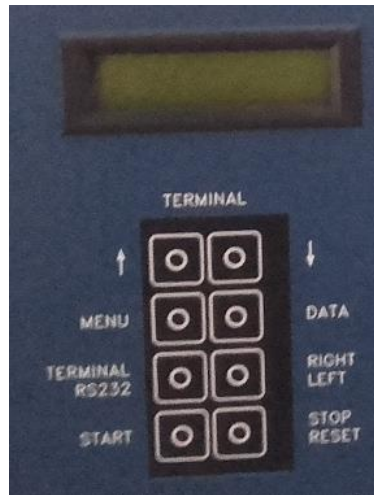 TERMINAL
↑ ↓
MENU DATA
TERMINAL RIGHT
RS232 LEFT
START STOP
RESET